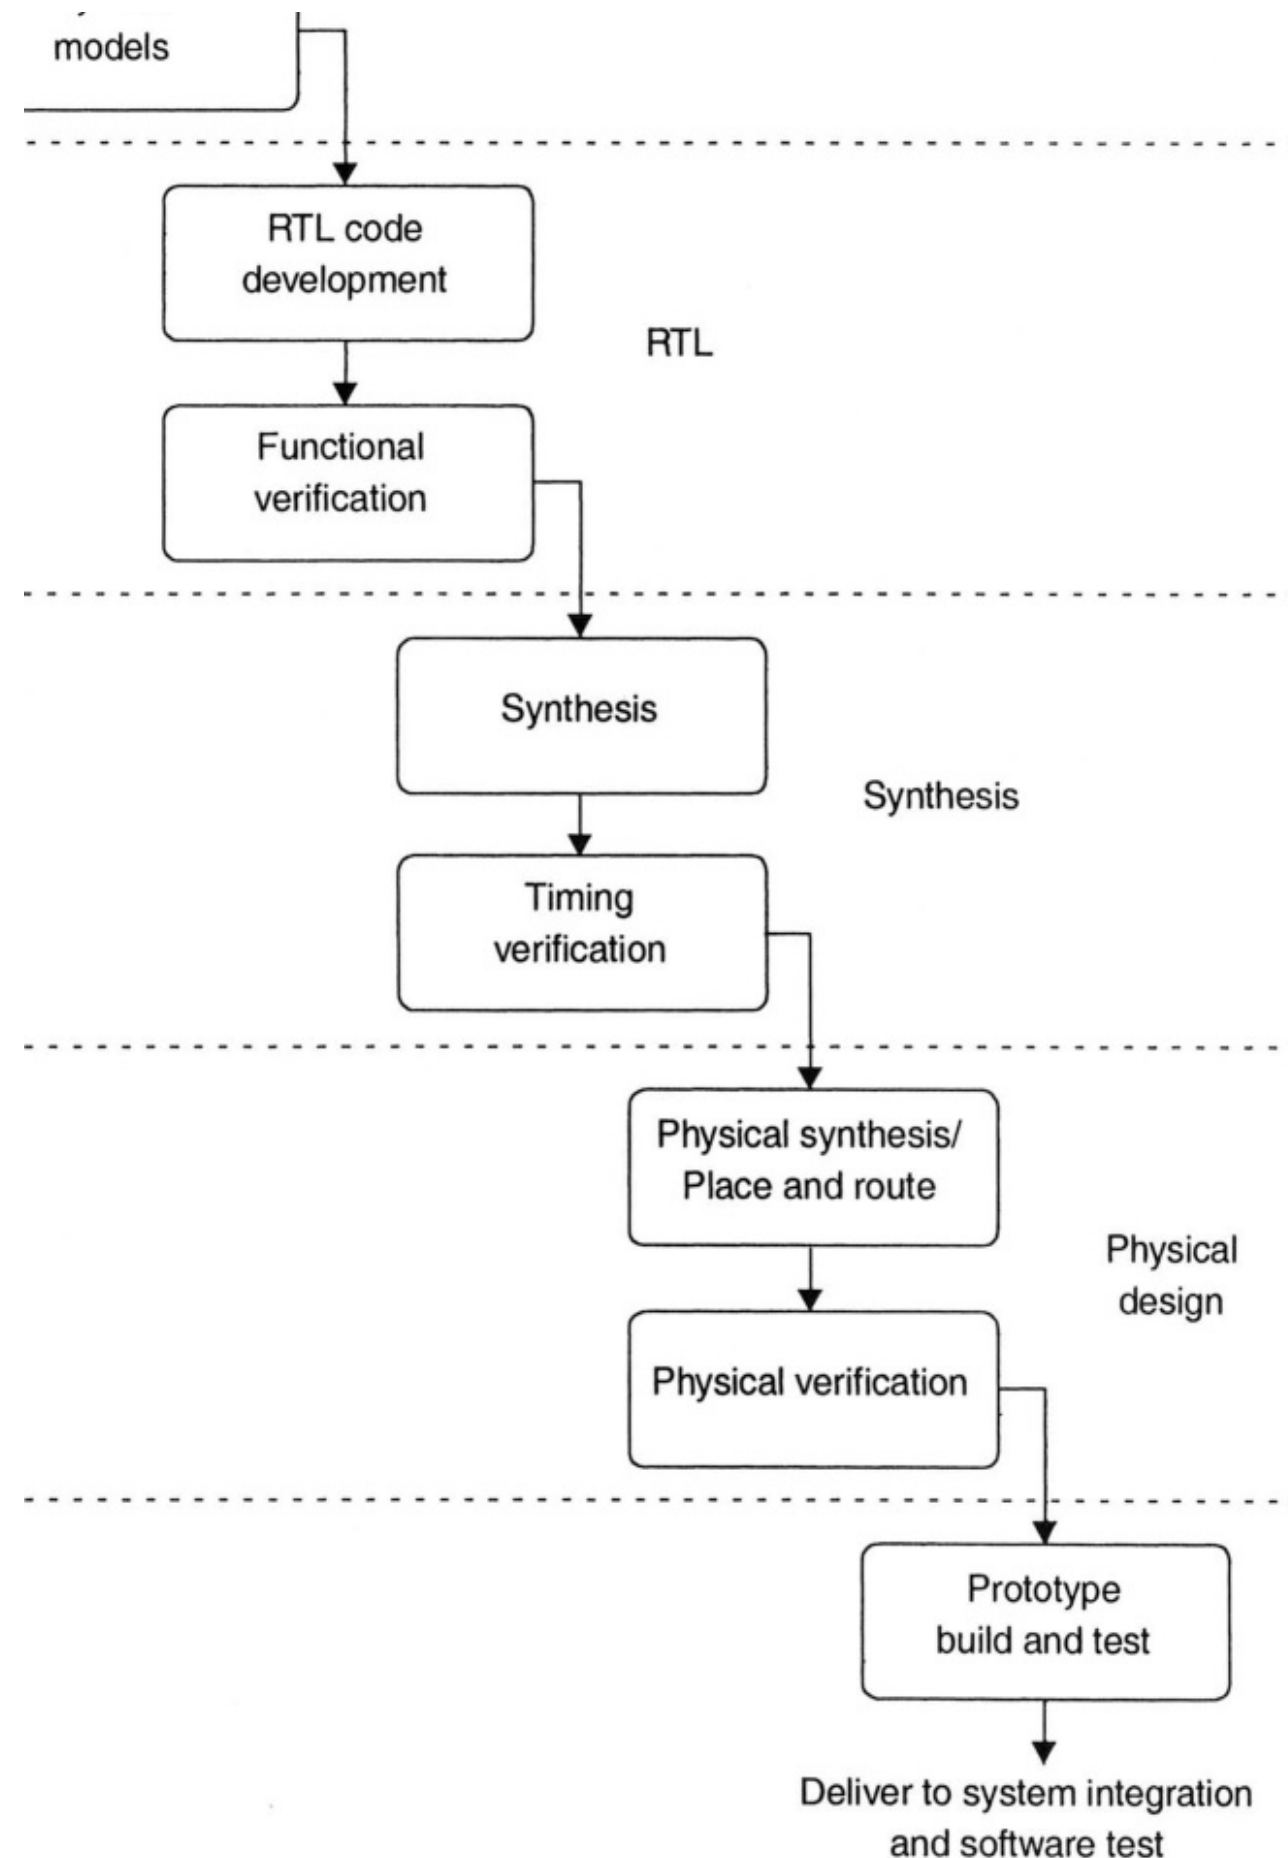 models
RTL code
development
RTL
Functional
verification
Synthesis
Synthesis
Timing
verification
Physical synthesis/
Place and route
Physical
design
Physical verification
Prototype
build and test
Deliver to system integration
and software test